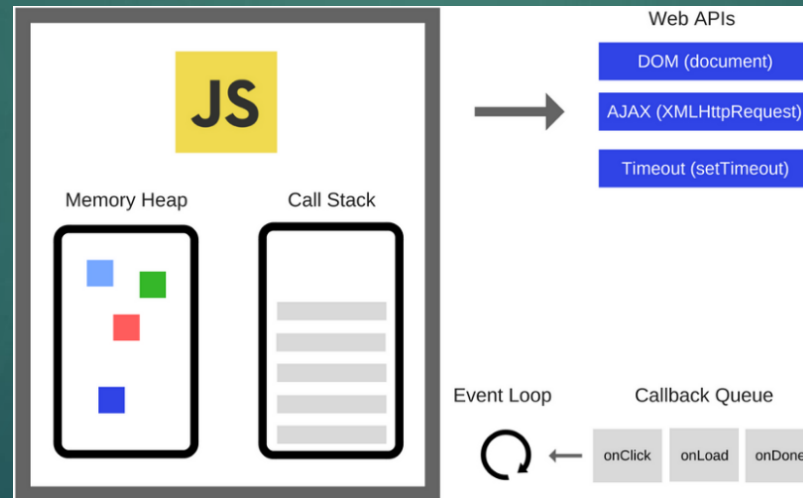 JS
Memory Heap
Call Stack
Web APIs
DOM (document)
AJAX (XMLHttpRequest)
Timeout (setTimeout)
Event Loop
Callback Queue
onClick
onLoad
onDone